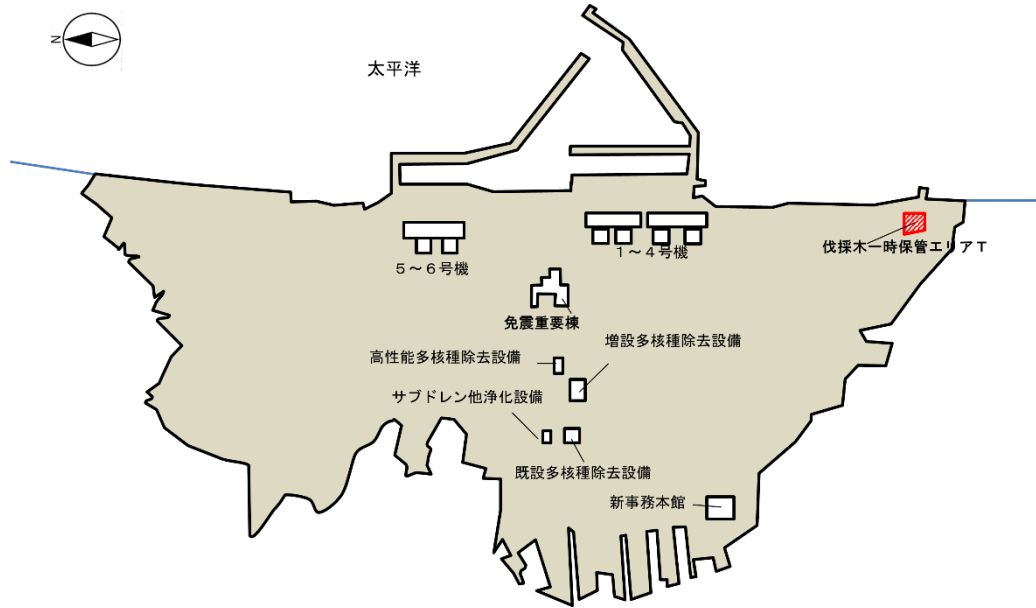 N
太平洋
伐採木一時保管エリアT
5~6号機
1~4号機
免震重要棟
増設多核種除去設備
高性能多核種除去設備
サブドレン他浄化設備
既設多核種除去設備
新事務本館